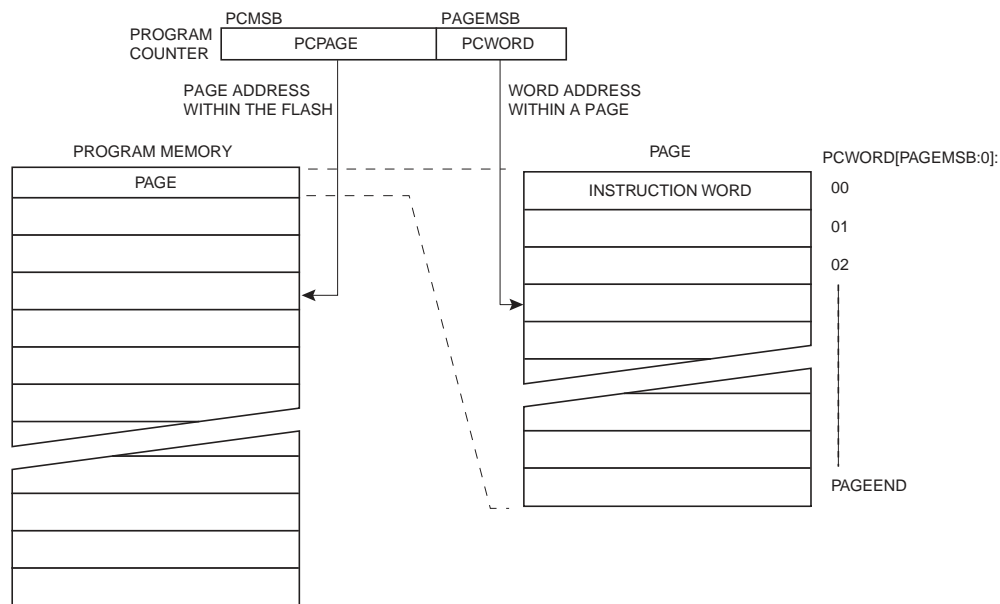 PCMSB PAGEMSB
PROGRAM
COUNTER
PCPAGE PCWORD
PAGE ADDRESS
WITHIN THE FLASH
WORD ADDRESS
WITHIN A PAGE
PROGRAM MEMORY
PAGE
PAGE
PCWORD[PAGEMSB:0]:
INSTRUCTION WORD
00
01
02
PAGEEND